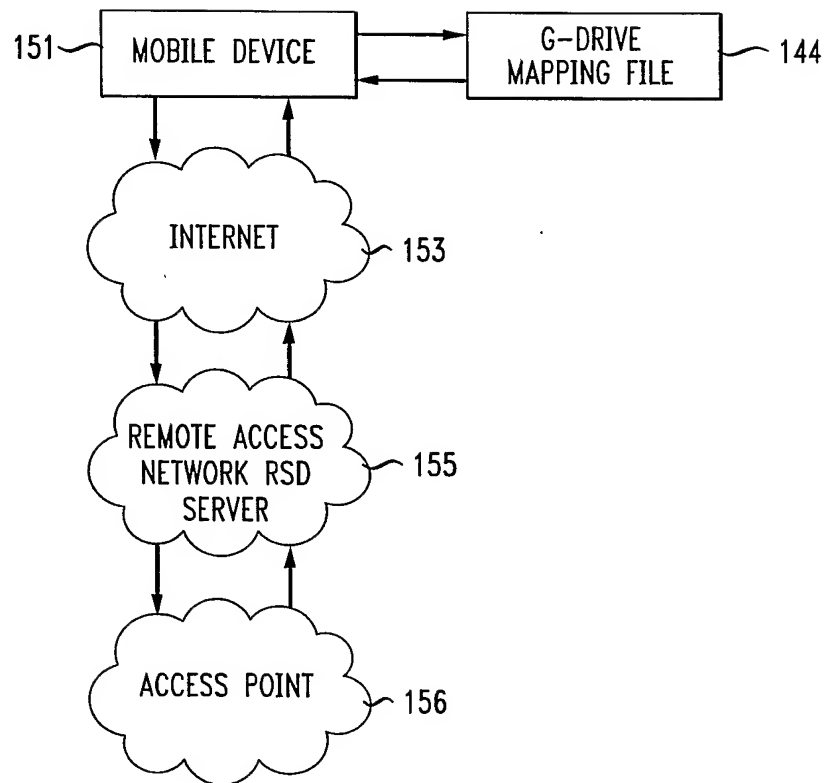 151
MOBILE DEVICE
G-DRIVE
MAPPING FILE
144
INTERNET
153
REMOTE ACCESS
NETWORK RSD
SERVER
155
ACCESS POINT
156